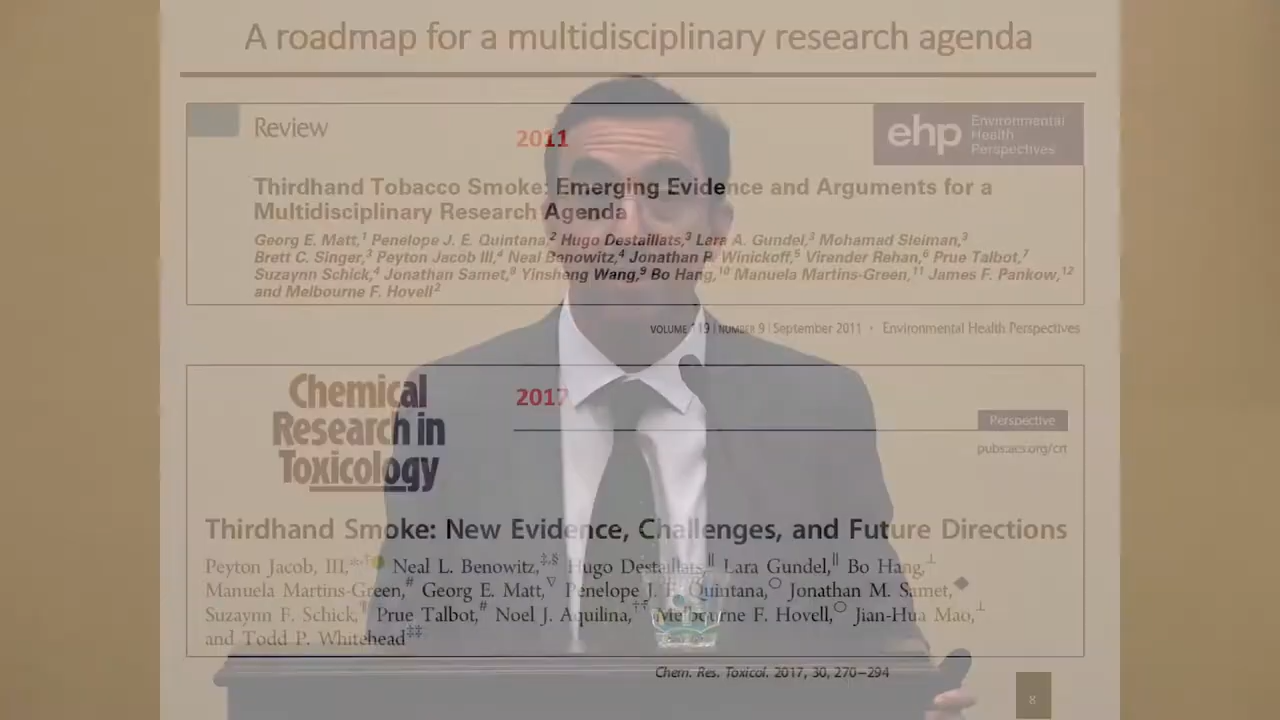 A roadmap for a multidisciplinary research agenda
Review
2011
ehp
Environmental
Health
Perspectives
Thirdhand Tobacco Smoke: Emerging Evidence and Arguments for a
Multidisciplinary Research Agenda
Georg E. Matt,¹ Penelope J. E. Quintana,² Hugo Destaillats,³ Lara A. Gundel,³ Mohamad Sleiman,³
Brett C. Singer,³ Peyton Jacob III,⁴ Neal Benowitz,⁴ Jonathan P. Winickoff,⁵ Virender Rehan,⁶ Prue Talbot,⁷
Suzaynn Schick,⁴ Jonathan Samet,⁸ Yinsheng Wang,⁹ Bo Hang,¹⁰ Manuela Martins-Green,¹¹ James F. Pankow,¹²
and Melbourne F. Hovell²
VOLUME 119 | NUMBER 9 | September 2011 • Environmental Health Perspectives
Chemical
Research in
Toxicology
2017
Perspective
pubs.acs.org/crt
Thirdhand Smoke: New Evidence, Challenges, and Future Directions
Peyton Jacob, III,*,† Neal L. Benowitz,‡,§ Hugo Destaillats,∥ Lara Gundel,∥ Bo Hang,⊥
Manuela Martins-Green,# Georg E. Matt,∇ Penelope J. E. Quintana,○ Jonathan M. Samet,◆
Suzaynn F. Schick,¶ Prue Talbot,# Noel J. Aquilina,†† Melbourne F. Hovell,○ Jian-Hua Mao,⊥
and Todd P. Whitehead‡‡
Chem. Res. Toxicol. 2017, 30, 270−294
8